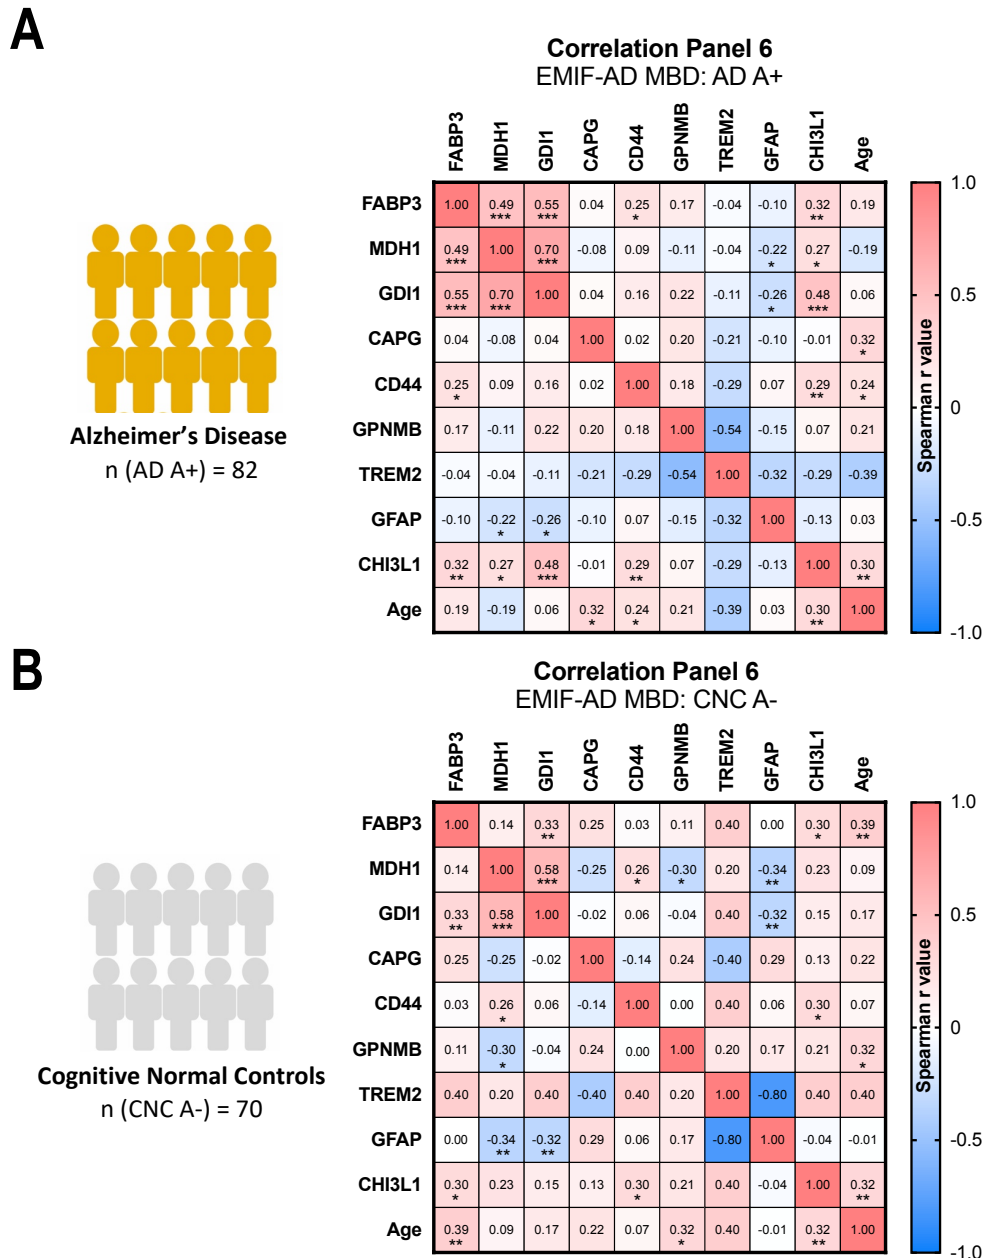 A
Correlation Panel 6
EMIF-AD MBD: AD A+
FABP3 MDH1 GDI1 CAPG CD44 GPNMB TREM2 GFAP CHI3L1 Age
FABP3 1.00 0.49 *** 0.55 *** 0.04 0.25 * 0.17 -0.04 -0.10 0.32 ** 0.19
MDH1 0.49 *** 1.00 0.70 *** -0.08 0.09 -0.11 -0.04 -0.22 * 0.27 * -0.19
GDI1 0.55 *** 0.70 *** 1.00 0.04 0.16 0.22 -0.11 -0.26 * 0.48 *** 0.06
CAPG 0.04 -0.08 0.04 1.00 0.02 0.20 -0.21 -0.10 -0.01 0.32 *
CD44 0.25 * 0.09 0.16 0.02 1.00 0.18 -0.29 0.07 0.29 ** 0.24 *
GPNMB 0.17 -0.11 0.22 0.20 0.18 1.00 -0.54 -0.15 0.07 0.21
TREM2 -0.04 -0.04 -0.11 -0.21 -0.29 -0.54 1.00 -0.32 -0.29 -0.39
GFAP -0.10 -0.22 * -0.26 * -0.10 0.07 -0.15 -0.32 1.00 -0.13 0.03
CHI3L1 0.32 ** 0.27 * 0.48 *** -0.01 0.29 ** 0.07 -0.29 -0.13 1.00 0.30 **
Age 0.19 -0.19 0.06 0.32 * 0.24 * 0.21 -0.39 0.03 0.30 ** 1.00
1.0
0.5
0
-0.5
-1.0
Spearman r value
Alzheimer's Disease
n (AD A+) = 82
B
Correlation Panel 6
EMIF-AD MBD: CNC A-
FABP3 MDH1 GDI1 CAPG CD44 GPNMB TREM2 GFAP CHI3L1 Age
FABP3 1.00 0.14 0.33 ** 0.25 0.03 0.11 0.40 0.00 0.30 * 0.39 **
MDH1 0.14 1.00 0.58 *** -0.25 0.26 * -0.30 * 0.20 -0.34 ** 0.23 0.09
GDI1 0.33 ** 0.58 *** 1.00 -0.02 0.06 -0.04 0.40 -0.32 ** 0.15 0.17
CAPG 0.25 -0.25 -0.02 1.00 -0.14 0.24 -0.40 0.29 0.13 0.22
CD44 0.03 0.26 * 0.06 -0.14 1.00 0.00 0.40 0.06 0.30 * 0.07
GPNMB 0.11 -0.30 * -0.04 0.24 0.00 1.00 0.20 0.17 0.21 0.32 *
TREM2 0.40 0.20 0.40 -0.40 0.40 0.20 1.00 -0.80 0.40 0.40
GFAP 0.00 -0.34 ** -0.32 ** 0.29 0.06 0.17 -0.80 1.00 -0.04 -0.01
CHI3L1 0.30 * 0.23 0.15 0.13 0.30 * 0.21 0.40 -0.04 1.00 0.32 **
Age 0.39 ** 0.09 0.17 0.22 0.07 0.32 * 0.40 -0.01 0.32 ** 1.00
1.0
0.5
0
-0.5
-1.0
Spearman r value
Cognitive Normal Controls
n (CNC A-) = 70